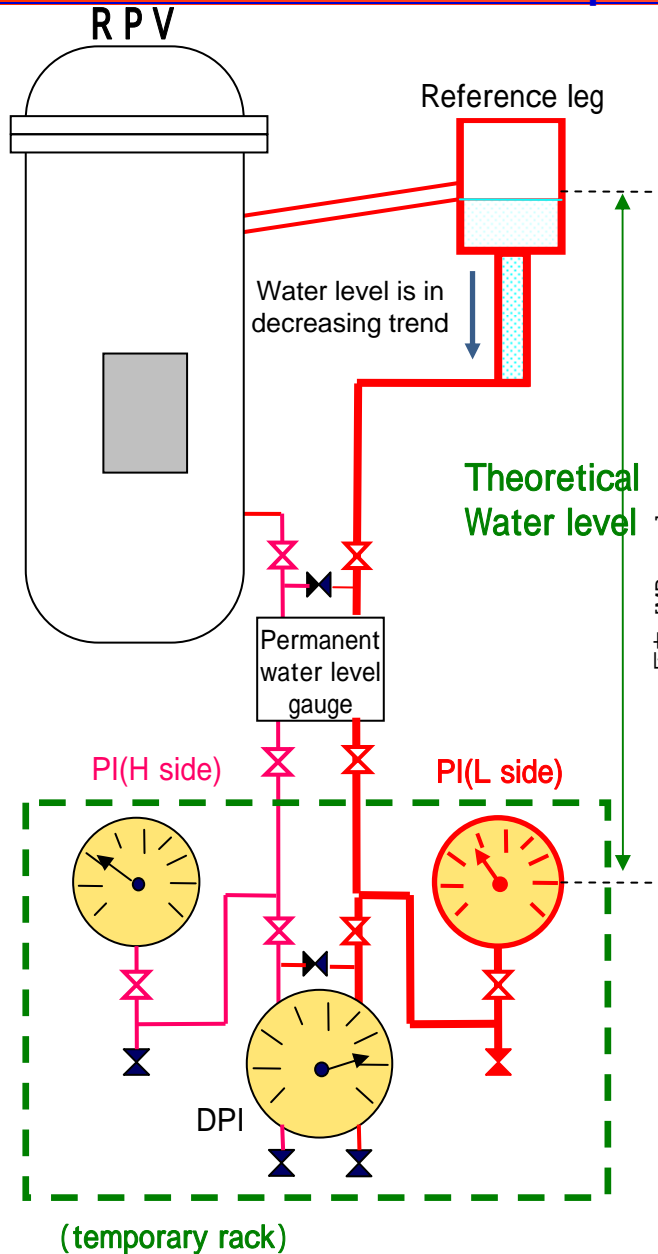 R P V
Reference leg
Water level is in
decreasing trend
Theoretical
Water level
Permanent
water level
gauge
PI(H side)
PI(L side)
DPI
(temporary rack)